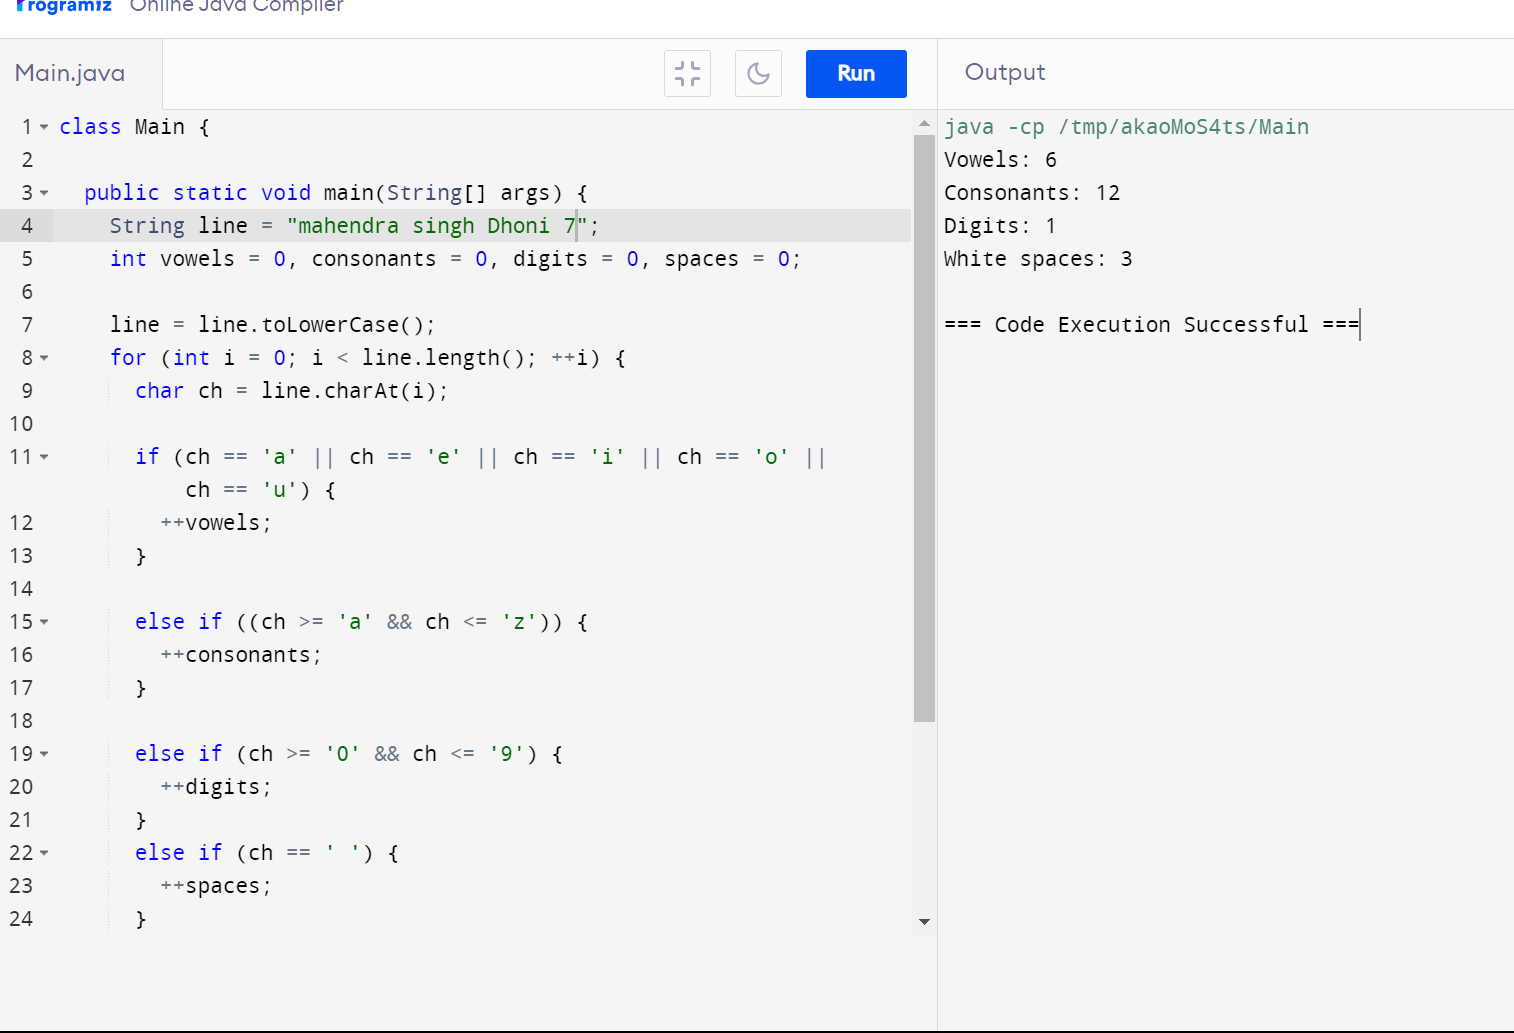 Programiz Online Java Compiler
Main.java
Run
Output
1 class Main {
2
3 public static void main(String[] args) {
4 String line = "mahendra singh Dhoni 7";
5 int vowels = 0, consonants = 0, digits = 0, spaces = 0;
6
7 line = line.toLowerCase();
8 for (int i = 0; i < line.length(); ++i) {
9 char ch = line.charAt(i);
10
11 if (ch == 'a' || ch == 'e' || ch == 'i' || ch == 'o' ||
ch == 'u') {
12 ++vowels;
13 }
14
15 else if ((ch >= 'a' && ch <= 'z')) {
16 ++consonants;
17 }
18
19 else if (ch >= '0' && ch <= '9') {
20 ++digits;
21 }
22 else if (ch == ' ') {
23 ++spaces;
24 }
java -cp /tmp/akaoMoS4ts/Main
Vowels: 6
Consonants: 12
Digits: 1
White spaces: 3
=== Code Execution Successful ===